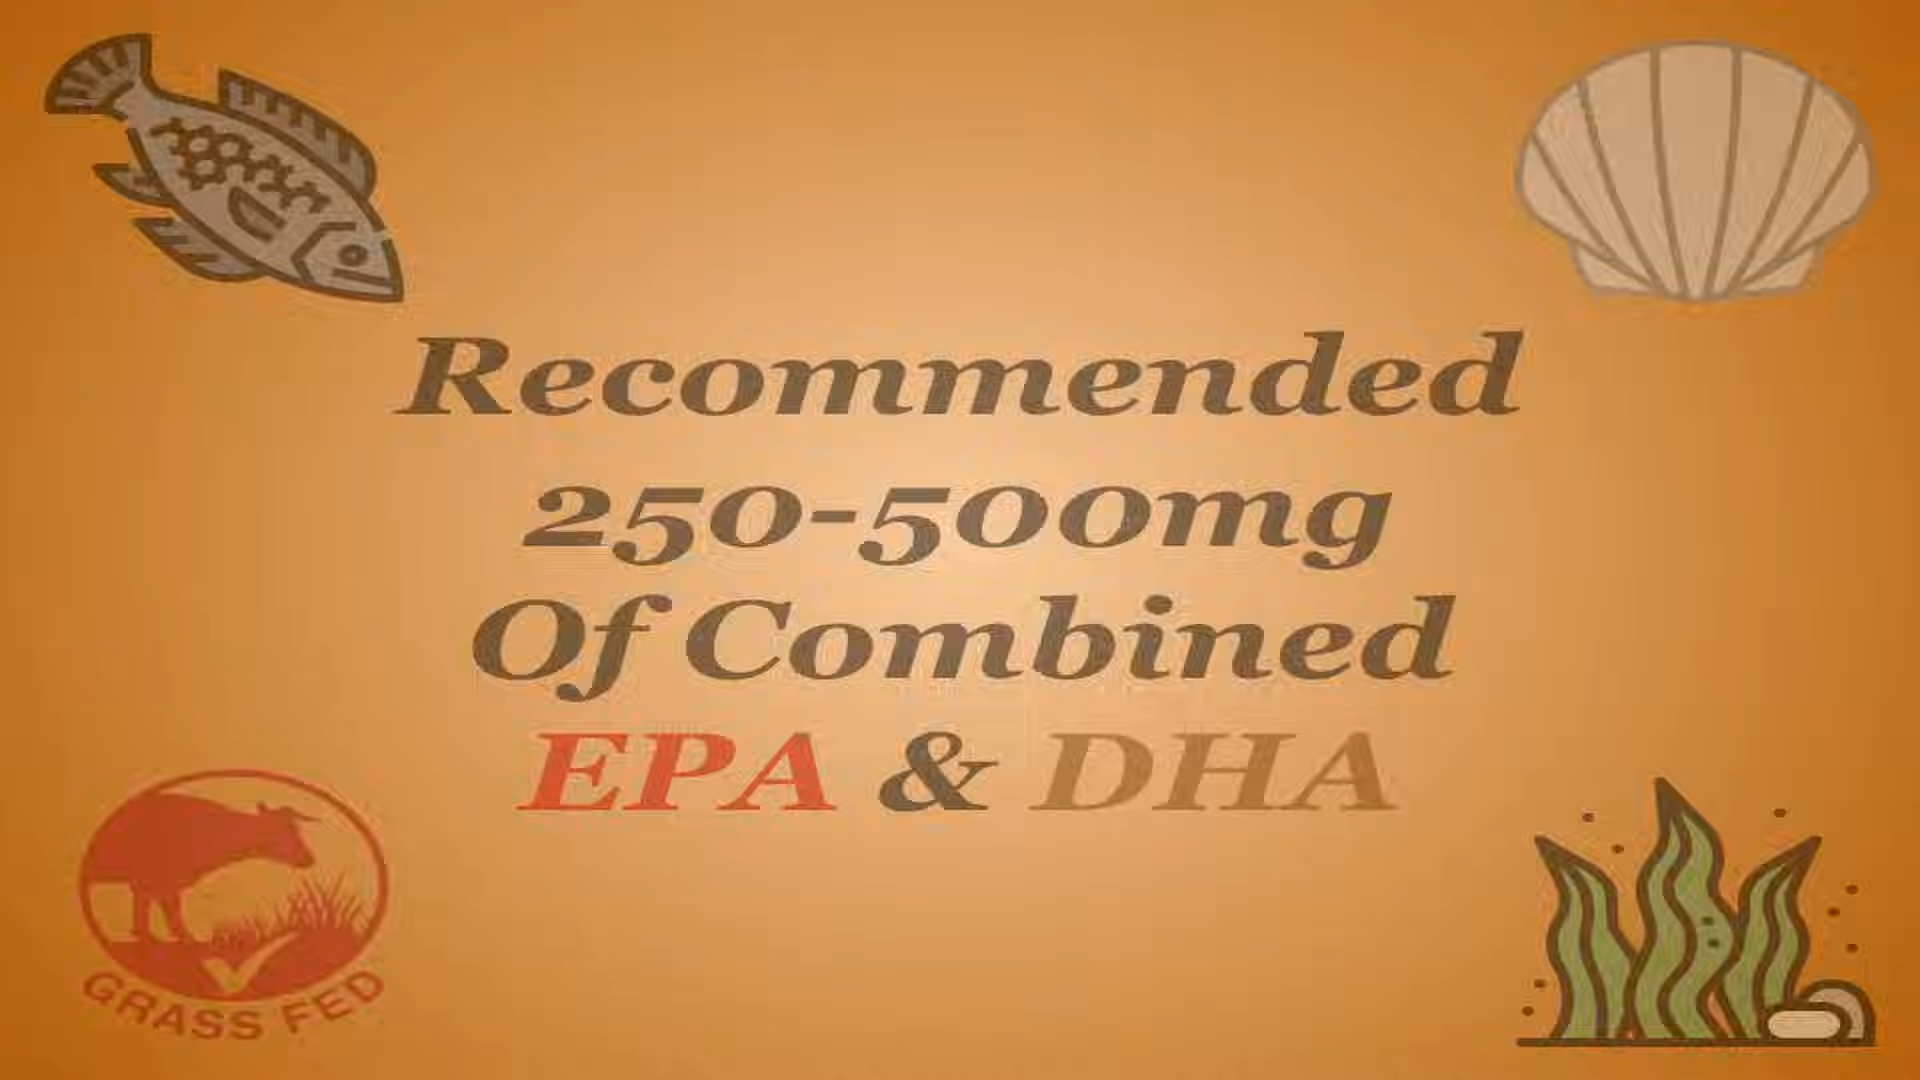 Recommended
250-500mg
Of Combined
EPA & DHA
GRASS FED